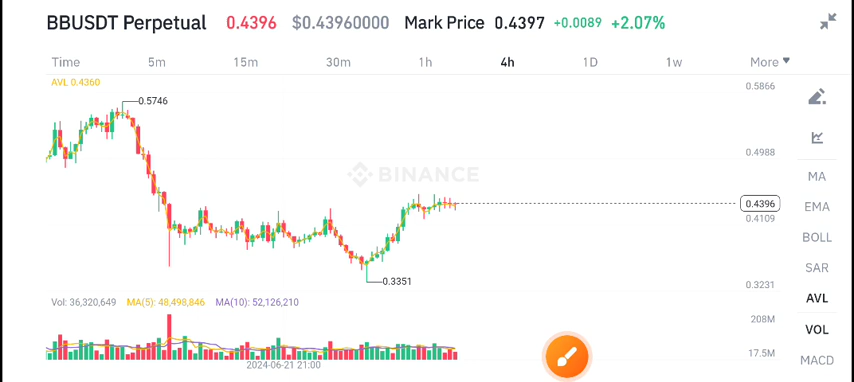 BBUSDT Perpetual 0.4396 $0.43960000 Mark Price 0.4397 +0.0089 +2.07%
Time 5m 15m 30m 1h 4h 1D 1w More
AVL 0.4360
0.5866
0.5746
0.4988
BINANCE
MA
0.4396
EMA
0.4109
BOLL
SAR
0.3351
0.3231
AVL
Vol: 36,320,649 MA(5): 48,498,846 MA(10): 52,126,210
208M
VOL
17.5M
MACD
2024-06-21 21:00